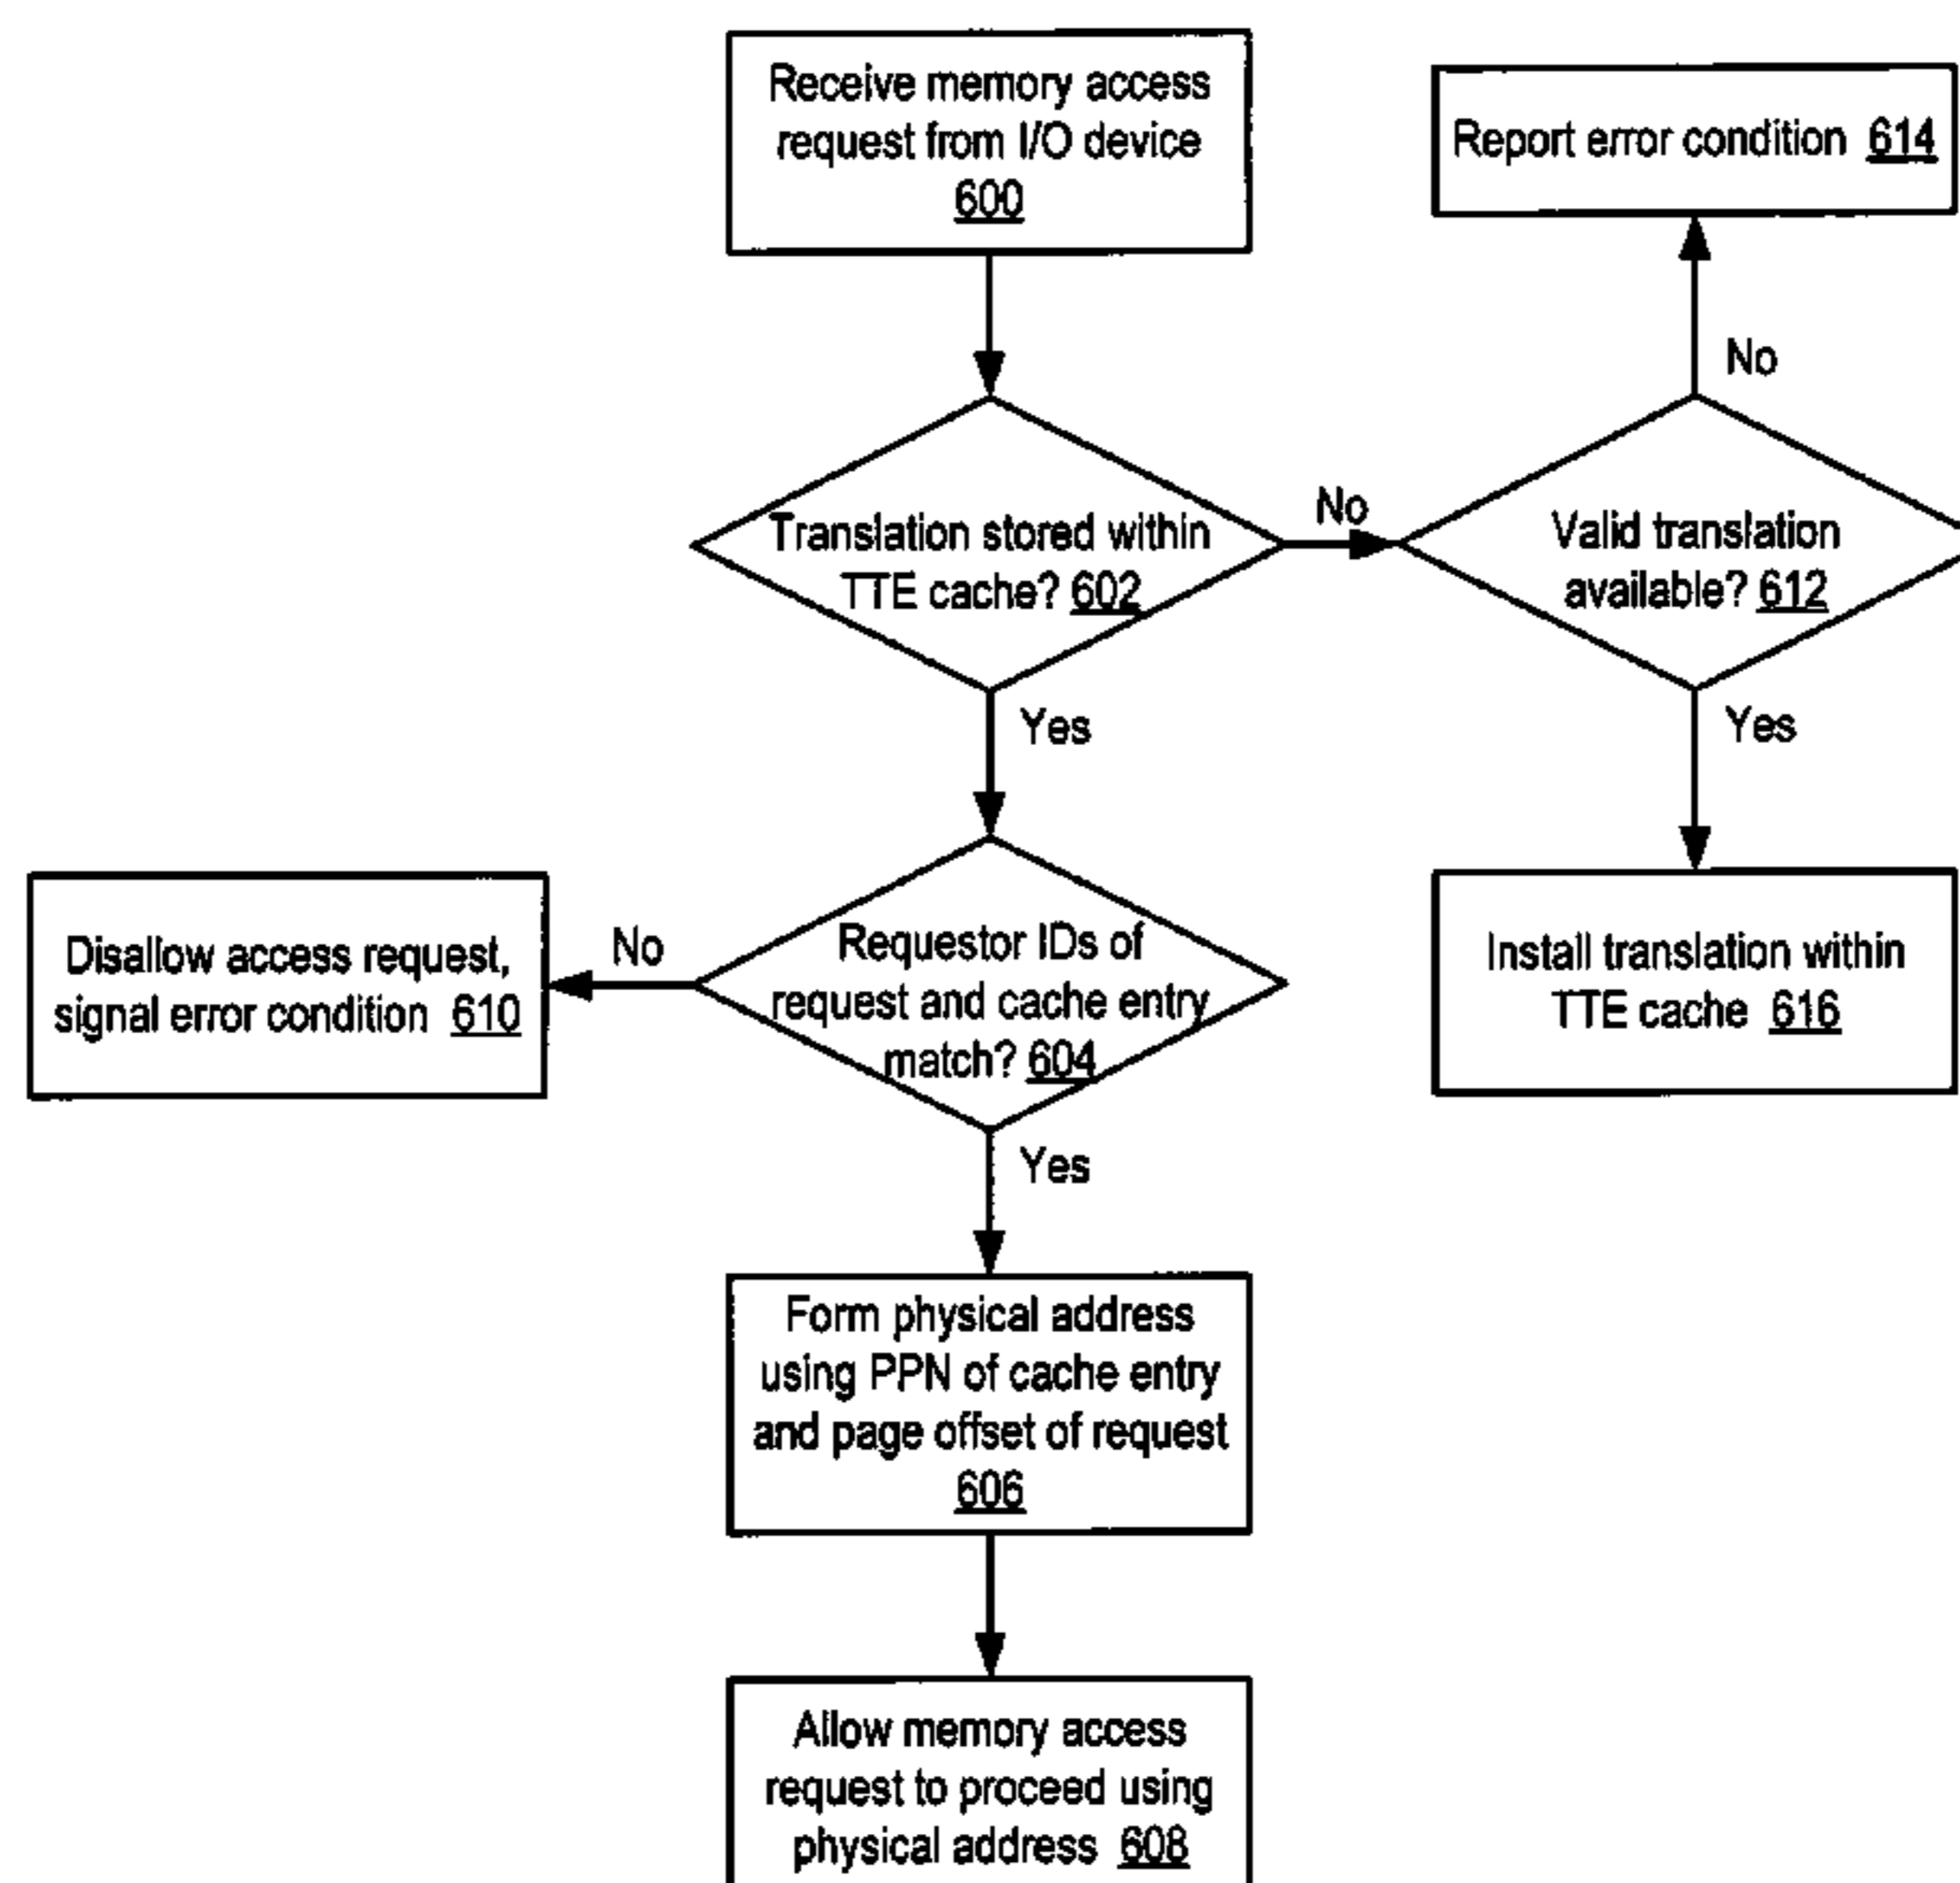 Receive memory access
request from I/O device
600
Report error condition 614
No
Translation stored within
TTE cache? 602
No
Valid translation
available? 612
Yes
Yes
Disallow access request,
signal error condition 610
No
Requestor IDs of
request and cache entry
match? 604
Install translation within
TTE cache 616
Yes
Form physical address
using PPN of cache entry
and page offset of request
606
Allow memory access
request to proceed using
physical address 608